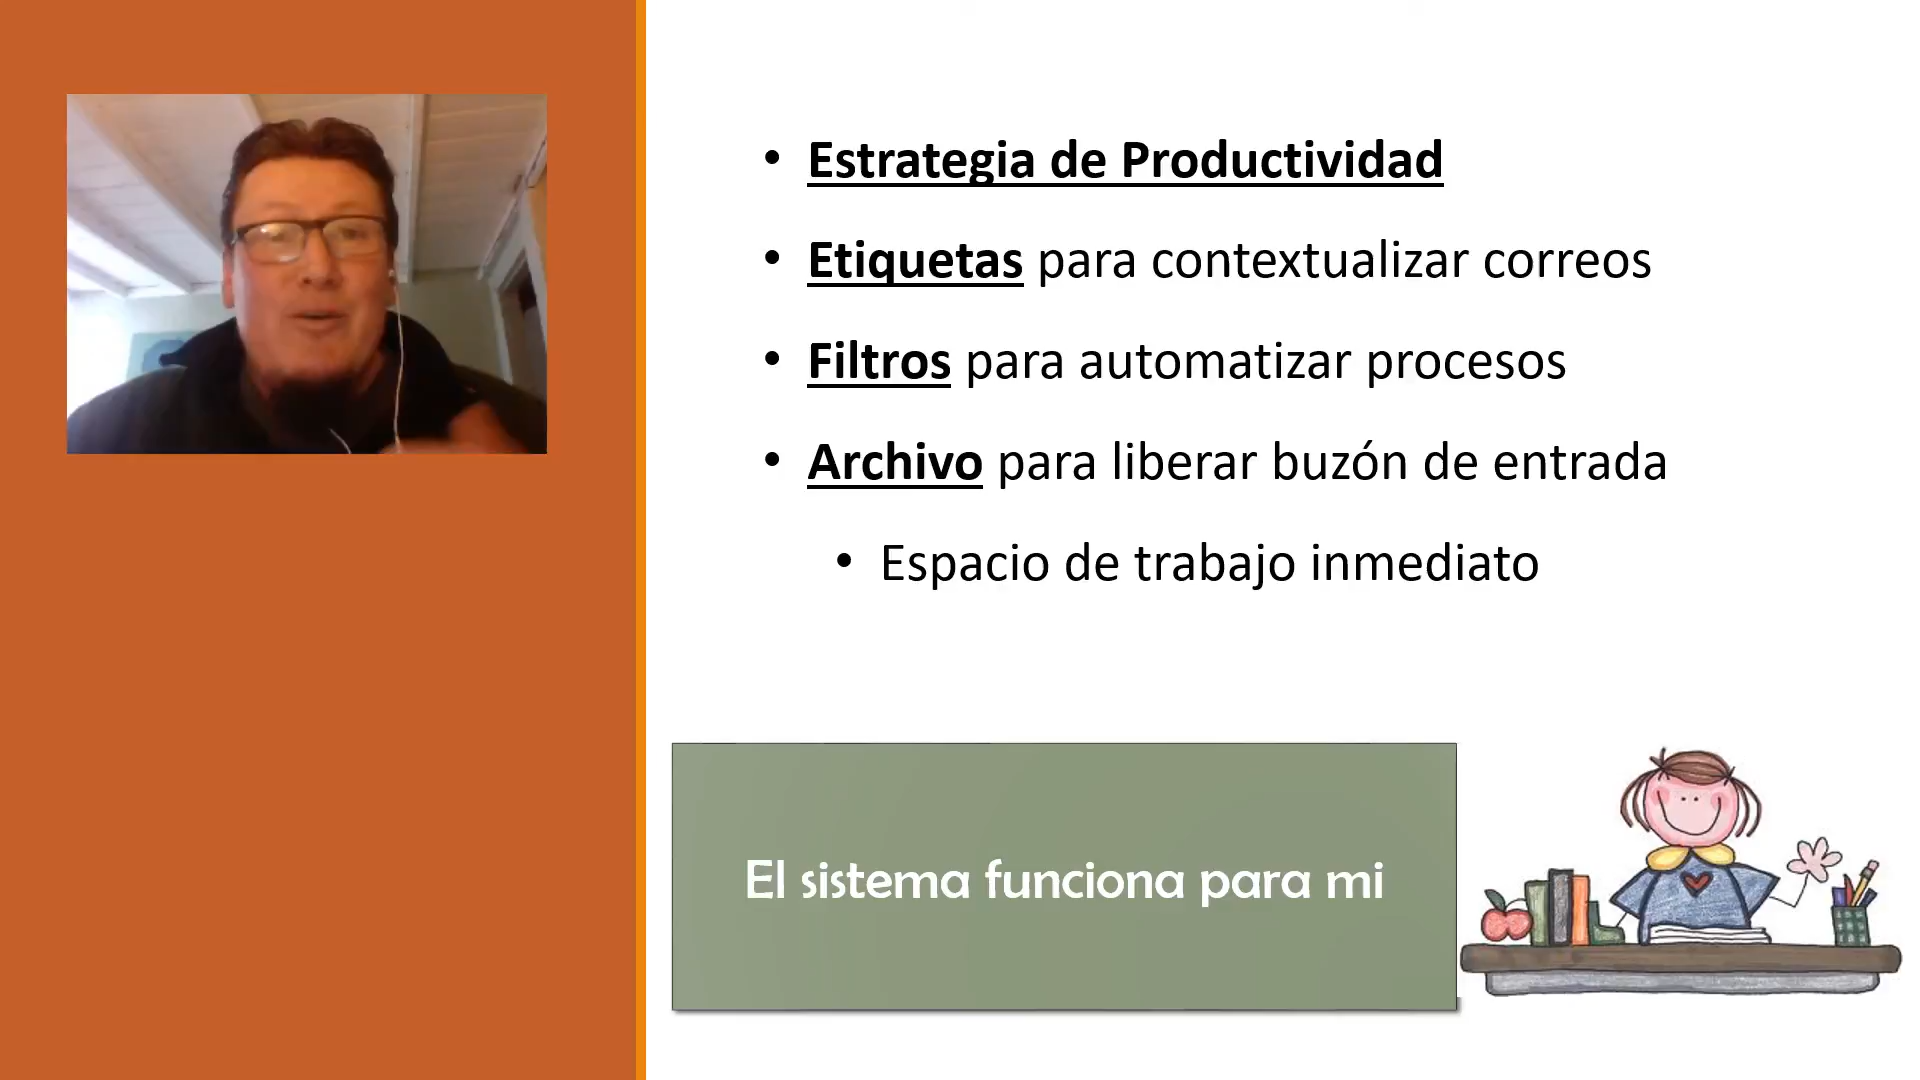 Estrategia de Productividad
Etiquetas para contextualizar correos
Filtros para automatizar procesos
Archivo para liberar buzón de entrada
Espacio de trabajo inmediato
El sistema funciona para mi